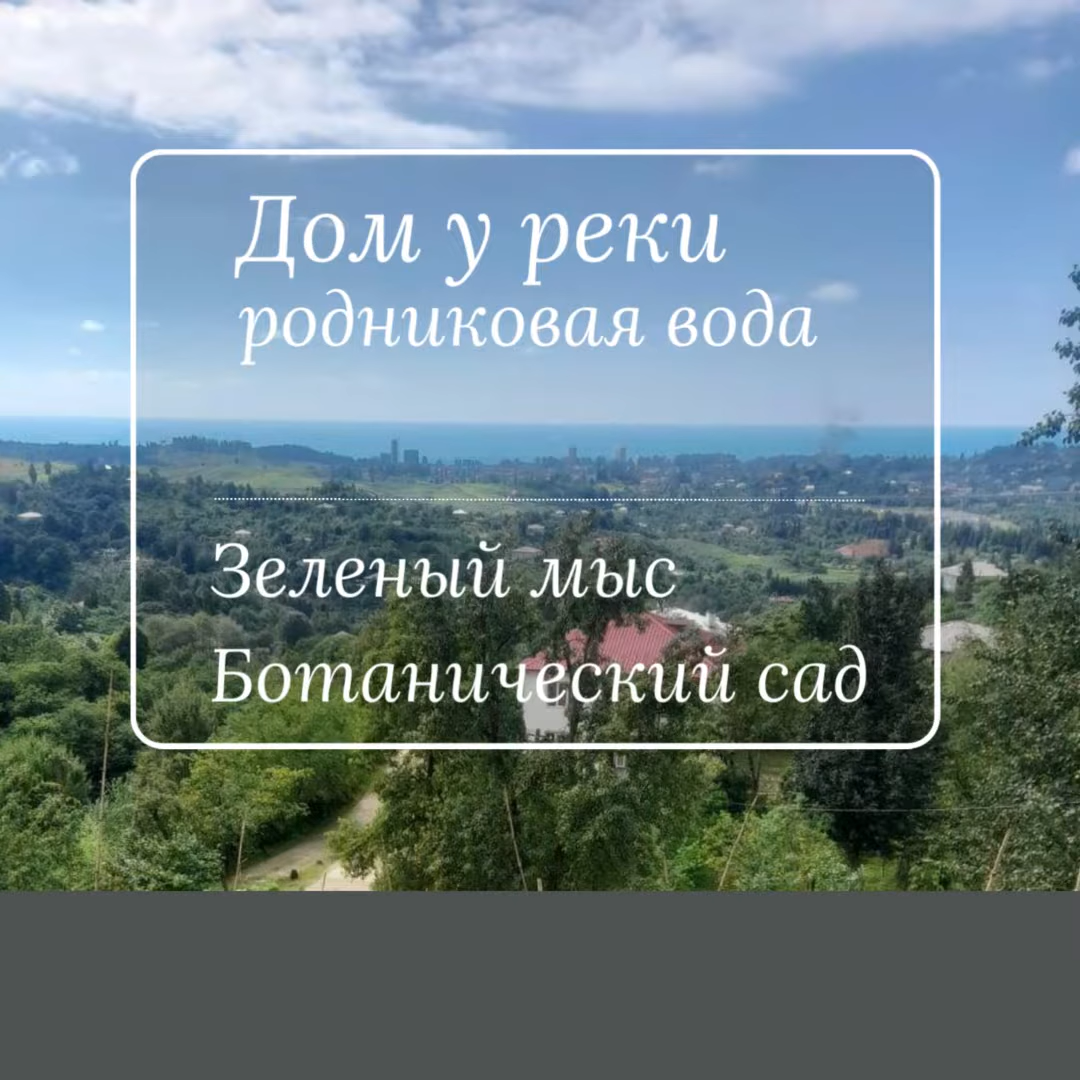 Дом у реки
родниковая вода
Зеленый мыс
Ботанический сад